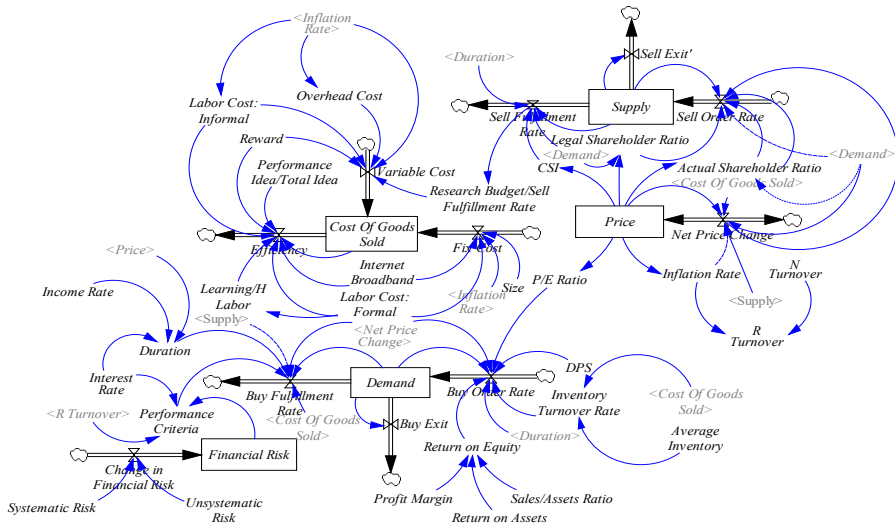 <Inflation
Rate>
Sell Exit'
<Duration>
Labor Cost:
Informal
Overhead Cost
Supply
Sell Fulfillment
Rate
Sell Order Rate
Reward
Legal Shareholder Ratio
<Demand>
<Demand>
Performance
Idea/Total Idea
Variable Cost
CSI
Actual Shareholder Ratio
<Cost Of Goods
Sold>
Research Budget/Sell
Fulfillment Rate
Cost Of Goods
Sold
Price
Net Price Change
<Price>
Efficiency
Fix Cost
Internet
Broadband
Inflation Rate
N
Turnover
P/E Ratio
Size
Income Rate
Learning/H
Labor
Labor Cost:
Formal
<Inflation
Rate>
<Supply>
<Supply>
<Net Price
Change>
R
Turnover
Duration
DPS
Interest
Rate
Demand
Buy Fulfillment
Rate
Buy Order Rate
Inventory
Turnover Rate
<Cost Of Goods
Sold>
<R Turnover>
Performance
Criteria
<Cost Of Goods
Sold>
Buy Exit
<Duration>
Average
Inventory
Return on Equity
Financial Risk
Change in
Financial Risk
Systematic Risk
Unsystematic
Risk
Profit Margin
Sales/Assets Ratio
Return on Assets